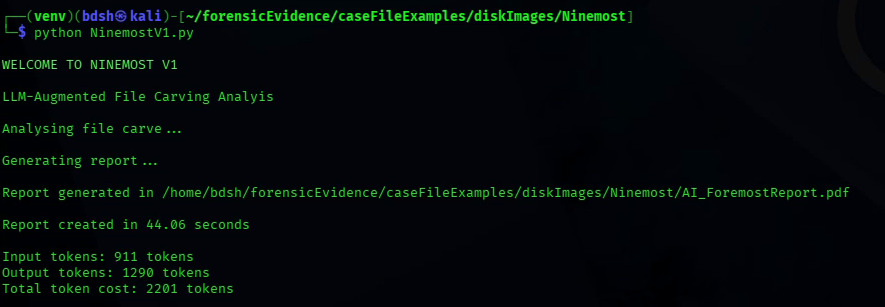 ┌──(venv)(bdsh㉿kali)-[~/forensicEvidence/caseFileExamples/diskImages/Ninemost]
└─$ python NinemostV1.py
WELCOME TO NINEMOST V1
LLM-Augmented File Carving Analyis
Analysing file carve...
Generating report...
Report generated in /home/bdsh/forensicEvidence/caseFileExamples/diskImages/Ninemost/AI_ForemostReport.pdf
Report created in 44.06 seconds
Input tokens: 911 tokens
Output tokens: 1290 tokens
Total token cost: 2201 tokens